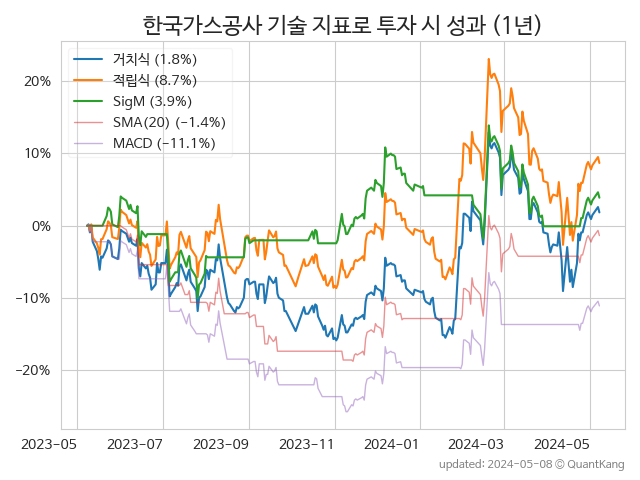 한국가스공사 기술 지표로 투자 시 성과 (1년)
거치식 (1.8%)
적립식 (8.7%)
SigM (3.9%)
SMA(20) (−1.4%)
MACD (−11.1%)
20%
10%
0%
−10%
−20%
2023−05 2023−07 2023−09 2023−11 2024−01 2024−03 2024−05
updated: 2024−05−08 ⓒ QuantKang